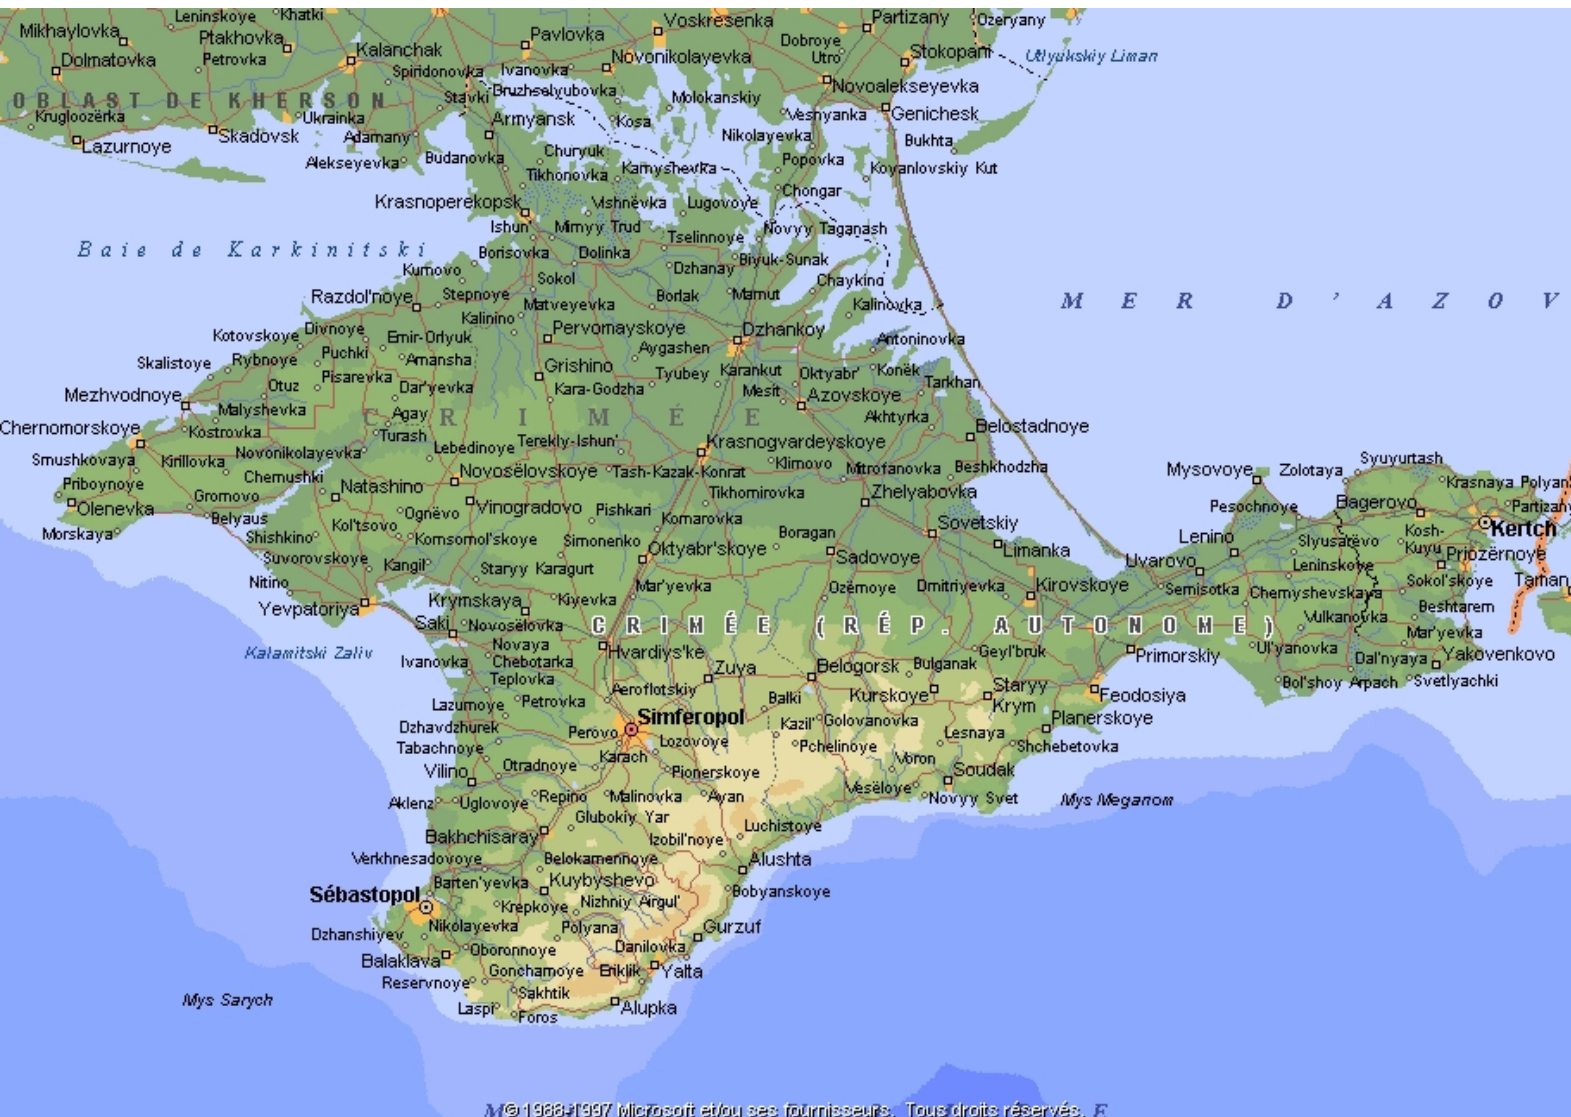 Leninskoye Khatki
Voskresenka
Partizany
Ozeryany
Mikhaylovka
Ptakhovka
Pavlovka
Dobroye
Utro
Stokopani
Kalanchak
Dolmatovka
Petrovka
Novonikolayevka
Utlyukskiy Liman
Spiridonovka
Ivanovka
Novoalekseyevka
OBLAST DE KHERSON
Stavki
Druzhselyubovka
Molokanskiy
Krugloozërka
Ukrainka
Armyansk
Kosa
Vesnyanka
Genichesk
Skadovsk
Adamany
Nikolayevka
Bukhta
Lazurnoye
Alekseyevka
Budanovka
Churyuk
Popovka
Tikhonovka
Kamyshevka
Koyanlovskiy Kut
Chongar
Krasnoperekopsk
Vishnëvka
Lugovoye
Ishun'
Mirnyy Trud
Tselinnoye
Novyy Taganash
Baie de Karkinitski
Borisovka
Dolinka
Biyuk-Sunak
Kumovo
Sokol
Dzhanay
Chaykino
Razdol'noye
Stepnoye
Matveyevka
Borlak
Mamut
Kalinovka
MER D'AZOV
Kalinino
Kotovskoye
Divnoye
Emir-Orlyuk
Pervomayskoye
Dzhankoy
Antoninovka
Skalistoye
Rybnoye
Puchki
Amansha
Aygashen
Grishino
Tyubey
Karankut
Oktyabr'
Konëk
Tarkhan
Mezhvodnoye
Otuz
Pisarevka
Dar'yevka
Kara-Godzha
Mesit
Azovskoye
Malyshevka
Agay
CRIMÉE
Akhtyrka
Chernomorskoye
Kostrovka
Turash
Belostadnoye
Novonikolayevka
Lebedinoye
Terekly-Ishun'
Krasnogvardeyskoye
Smushkovaya
Kirillovka
Novosëlovskoye
Tash-Kazak-Konrat
Klimovo
Mitrofanovka
Beshkhodzha
Mysovoye
Zolotaya
Syuyurtash
Priboynoye
Chernushki
Natashino
Tikhomirovka
Zhelyabovka
Krasnaya Polyan
Olenevka
Gromovo
Vinogradovo
Pesochnoye
Bagerovo
Partizany
Morskaya
Belyaus
Kol'tsovo
Ognëvo
Pishkari
Komarovka
Sovetskiy
Kertch
Shishkino
Komsomol'skoye
Simonenko
Boragan
Limanka
Lenino
Slyusarëvo
Kosh-
Kuyu
Suvorovskoye
Oktyabr'skoye
Sadovoye
Uvarovo
Leninskoye
Priozërnoye
Kangil'
Staryy Karagurt
Nitino
Mar'yevka
Ozërnoye
Dmitriyevka
Kirovskoye
Semisotka
Chernyshevskaya
Sokol'skoye
Taman
Yevpatoriya
Krymskaya
Kiyevka
Beshtarem
Saki
Novosëlovka
CRIMÉE (RÉP. AUTONOME)
Vulkanovka
Mar'yevka
Kalamitski Zaliv
Ivanovka
Novaya
Hvardiys'ke
Geyl'bruk
Primorskiy
Ul'yanovka
Dal'nyaya
Yakovenkovo
Chebotarka
Teplovka
Zuya
Belogorsk
Bulganak
Bol'shoy Arpach
Svetlyachki
Lazurnoye
Petrovka
Aeroflotskiy
Balki
Kurskoye
Staryy
Krym
Feodosiya
Dzhavdzhurek
Simferopol
Kazil'
Golovanovka
Planerskoye
Tabachnoye
Perovo
Lozovoye
Pchelinoye
Lesnaya
Shchebetovka
Vilino
Otradnoye
Karach
Pionerskoye
Voron
Soudak
Aklenz
Uglovoye
Repino
Malinovka
Ayan
Vesëloye
Novyy Svet
Mys Meganom
Glubokiy Yar
Luchistoye
Bakhchisaray
Izobil'noye
Verkhnesadovoye
Belokamennoye
Alushta
Sébastopol
Barten'yevka
Kuybyshevo
Bobyanskoye
Krepkoye
Nizhniy Airgul'
Dzhanshiyev
Nikolayevka
Polyana
Gurzuf
Balaklava
Oboronnoye
Danilovka
Reservnoye
Goncharnoye
Eriklik
Yalta
Mys Sarych
Sakhtik
Laspi
Foros
Alupka
© 1988-1997 Microsoft et/ou ses fournisseurs. Tous droits réservés.